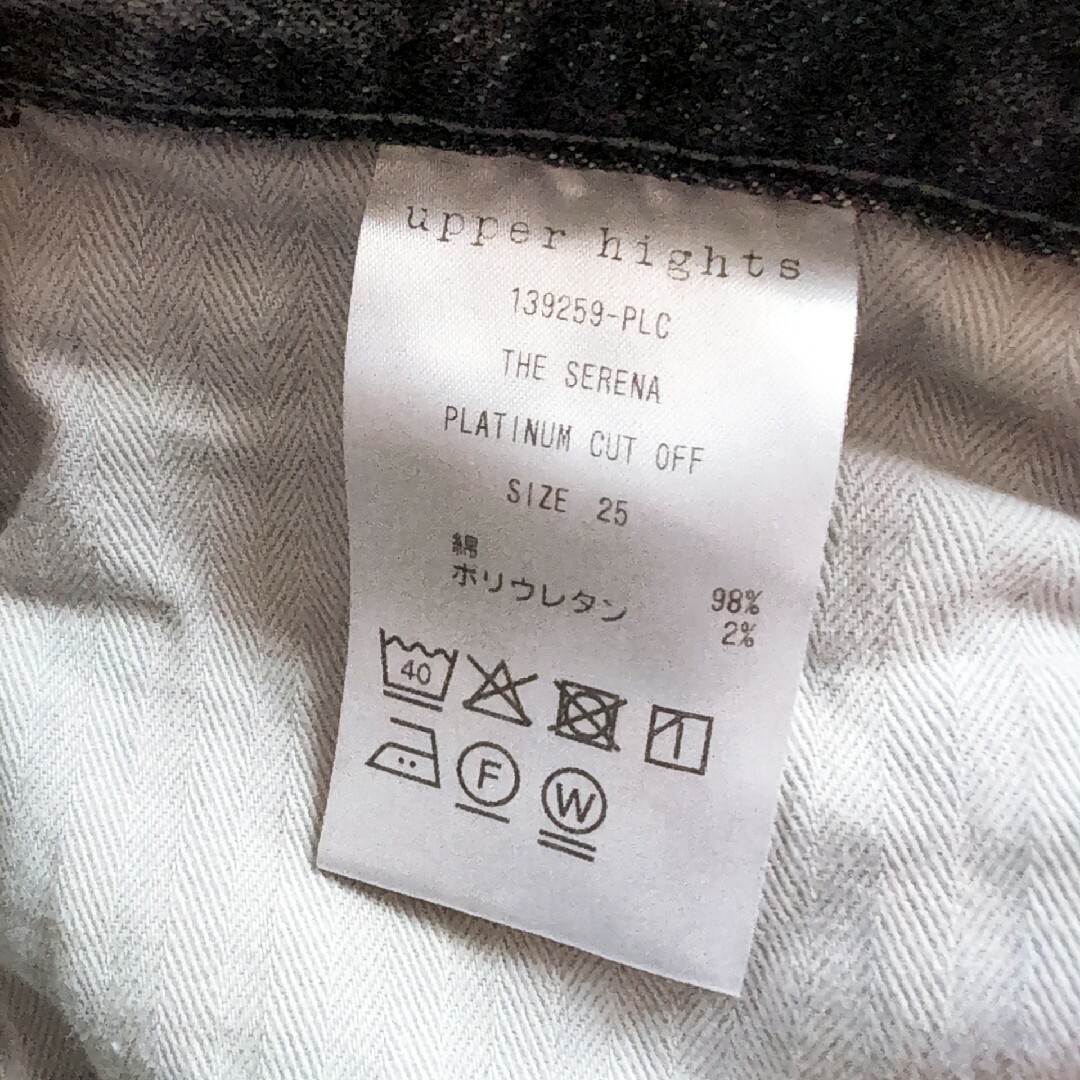 upper hights
139259-PLC
THE SERENA
PLATINUM CUT OFF
SIZE 25
綿 98%
ポリウレタン 2%
40
F
W